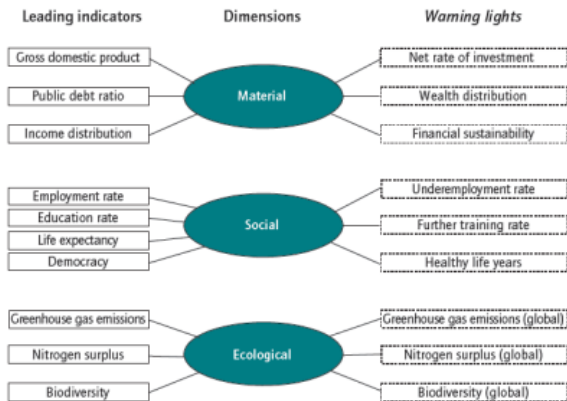 Leading indicators Dimensions Warning lights
Gross domestic product Net rate of investment
Public debt ratio Material Wealth distribution
Income distribution Financial sustainability
Employment rate Underemployment rate
Education rate
Social Further training rate
Life expectancy
Democracy Healthy life years
Greenhouse gas emissions Greenhouse gas emissions (global)
Nitrogen surplus Ecological Nitrogen surplus (global)
Biodiversity Biodiversity (global)